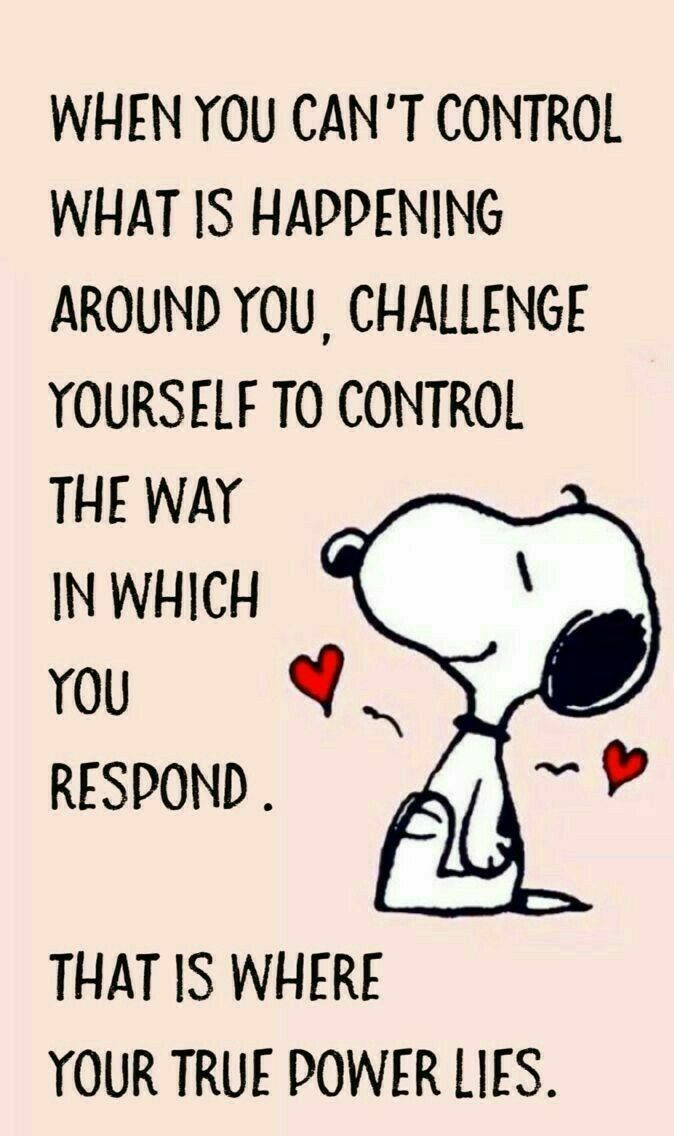 WHEN YOU CAN'T CONTROL
WHAT IS HAPPENING
AROUND YOU, CHALLENGE
YOURSELF TO CONTROL
THE WAY
IN WHICH
YOU
RESPOND.
THAT IS WHERE
YOUR TRUE POWER LIES.